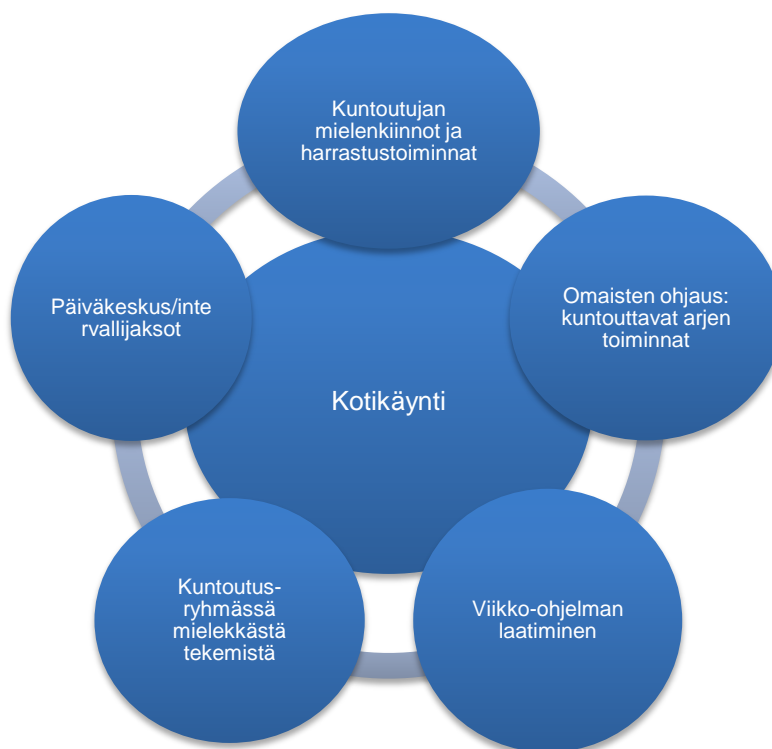 Kuntoutujan
mielenkiinnot ja
harrastustoiminnat
Omaisten ohjaus:
kuntouttavat arjen
toiminnat
Päiväkeskus/inte
rvallijaksot
Kotikäynti
Kuntoutus-
ryhmässä
mielekkästä
tekemistä
Viikko-ohjelman
laatiminen